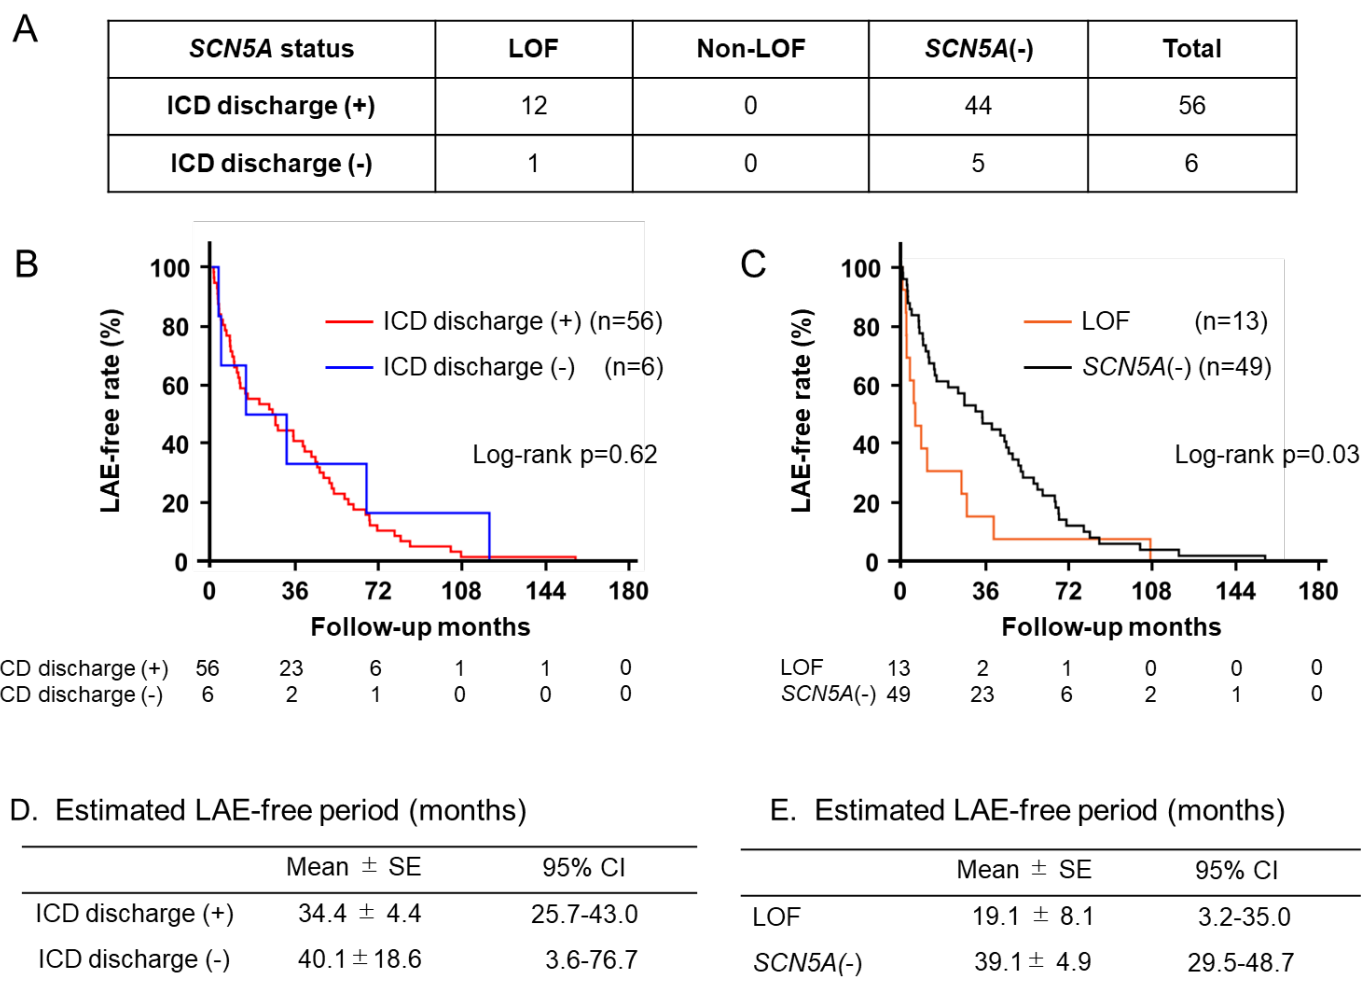 A
SCN5A status LOF Non-LOF SCN5A(-) Total
ICD discharge (+) 12 0 44 56
ICD discharge (-) 1 0 5 6
B
LAE-free rate (%)
100
80
60
40
20
0
ICD discharge (+) (n=56)
ICD discharge (-) (n=6)
Log-rank p=0.62
0 36 72 108 144 180
Follow-up months
CD discharge (+) 56 23 6 1 1 0
CD discharge (-) 6 2 1 0 0 0
C
LAE-free rate (%)
100
80
60
40
20
0
LOF (n=13)
SCN5A(-) (n=49)
Log-rank p=0.03
0 36 72 108 144 180
Follow-up months
LOF 13 2 1 0 0 0
SCN5A(-) 49 23 6 2 1 0
D. Estimated LAE-free period (months)
Mean ± SE 95% CI
ICD discharge (+) 34.4 ± 4.4 25.7-43.0
ICD discharge (-) 40.1 ± 18.6 3.6-76.7
E. Estimated LAE-free period (months)
Mean ± SE 95% CI
LOF 19.1 ± 8.1 3.2-35.0
SCN5A(-) 39.1 ± 4.9 29.5-48.7